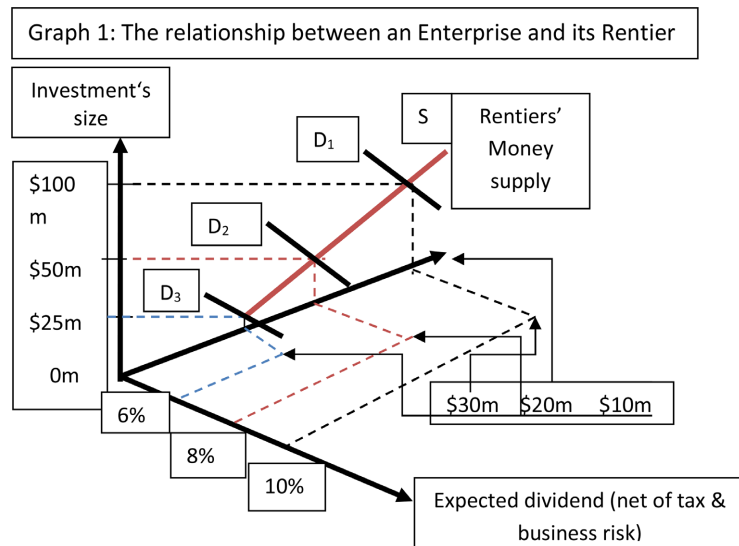 Graph 1: The relationship between an Enterprise and its Rentier
Investment‘s
size
S
Rentiers’
Money
supply
D1
D2
D3
$100
m
$50m
$25m
0m
6%
8%
10%
$30m $20m $10m
Expected dividend (net of tax &
business risk)